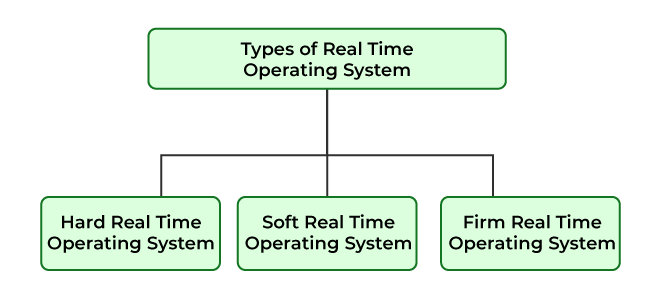 Types of Real Time
Operating System
Hard Real Time
Operating System
Soft Real Time
Operating System
Firm Real Time
Operating System